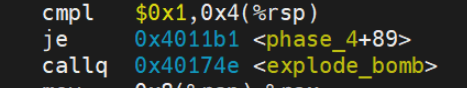 cmpl $0x1,0x4(%rsp)
je 0x4011b1 <phase_4+89>
callq 0x40174e <explode_bomb>